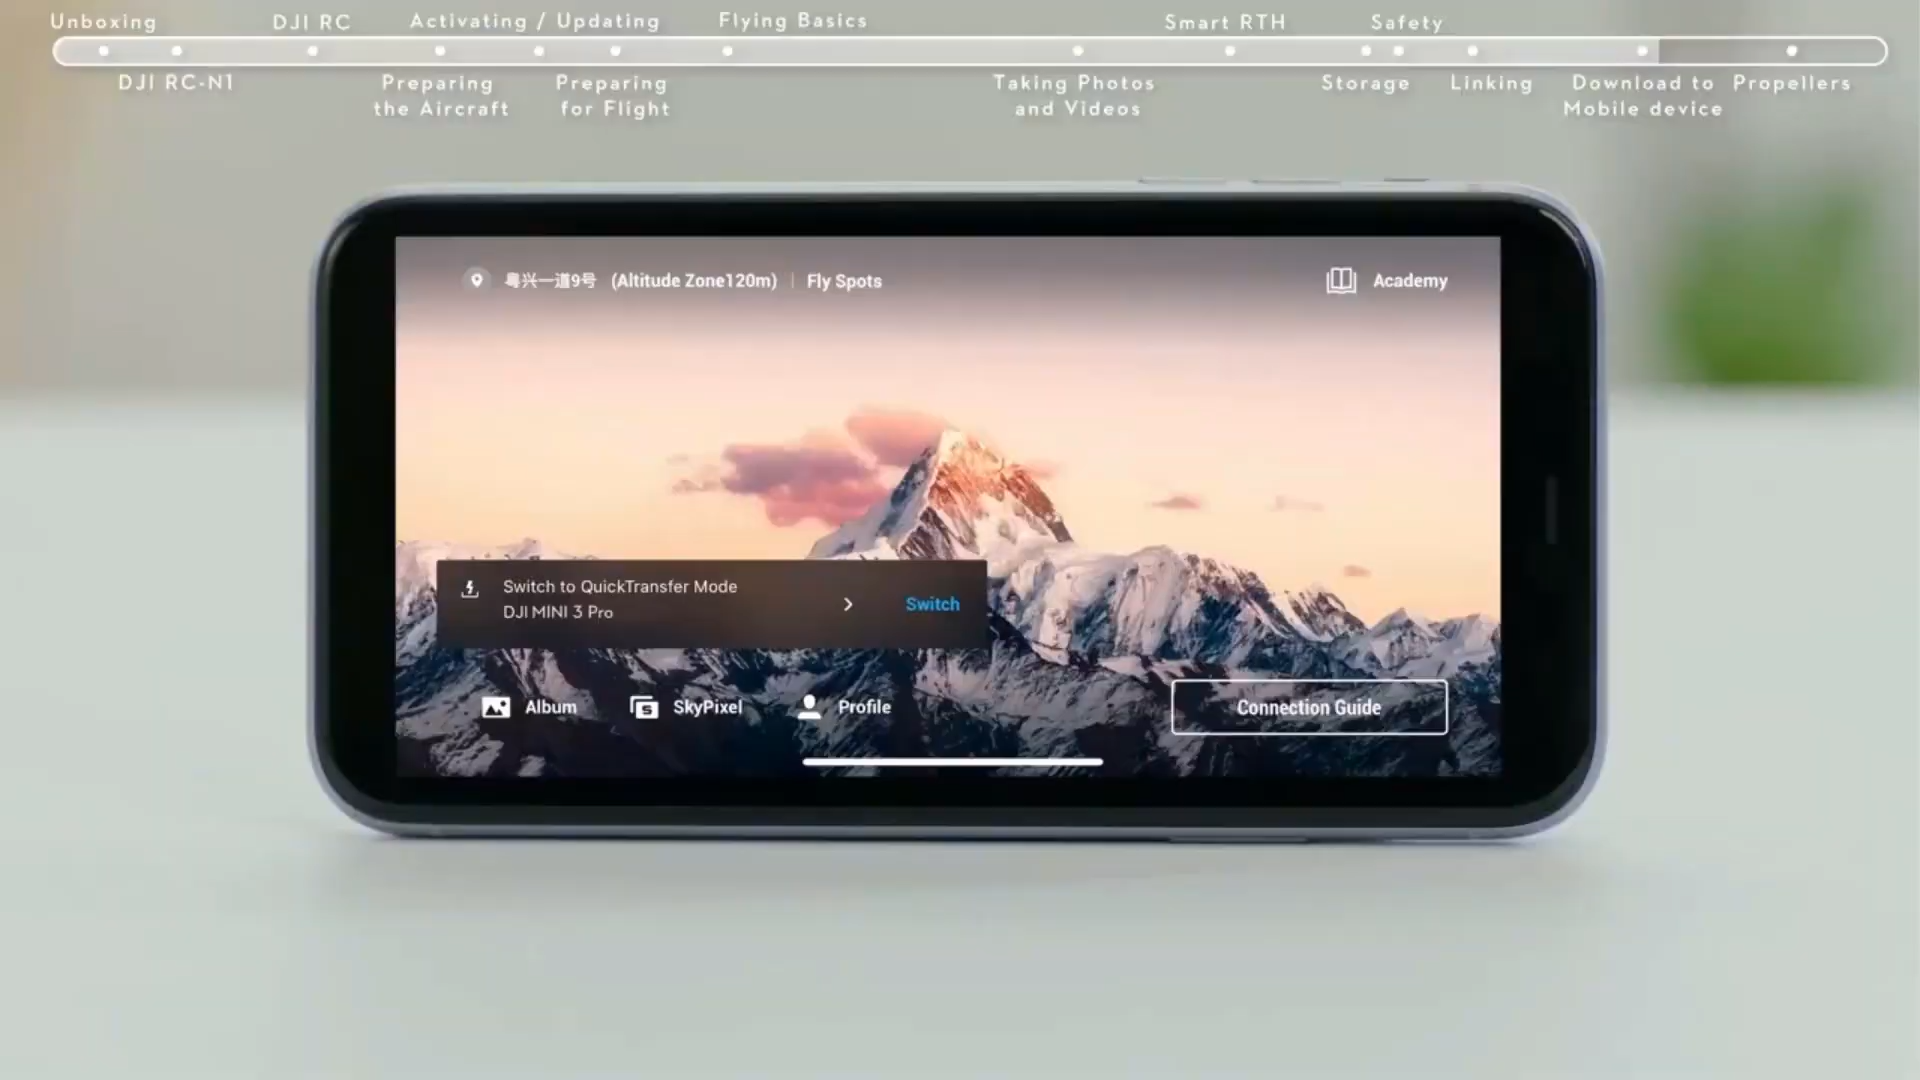 Unboxing
DJI RC
Activating / Updating
Flying Basics
Smart RTH
Safety
DJI RC-N1
Preparing
the Aircraft
Preparing
for Flight
Taking Photos
and Videos
Storage
Linking
Download to
Mobile device
Propellers
粤兴一道9号 (Altitude Zone120m) | Fly Spots
Academy
Switch to QuickTransfer Mode
DJI MINI 3 Pro
Switch
Album
SkyPixel
Profile
Connection Guide